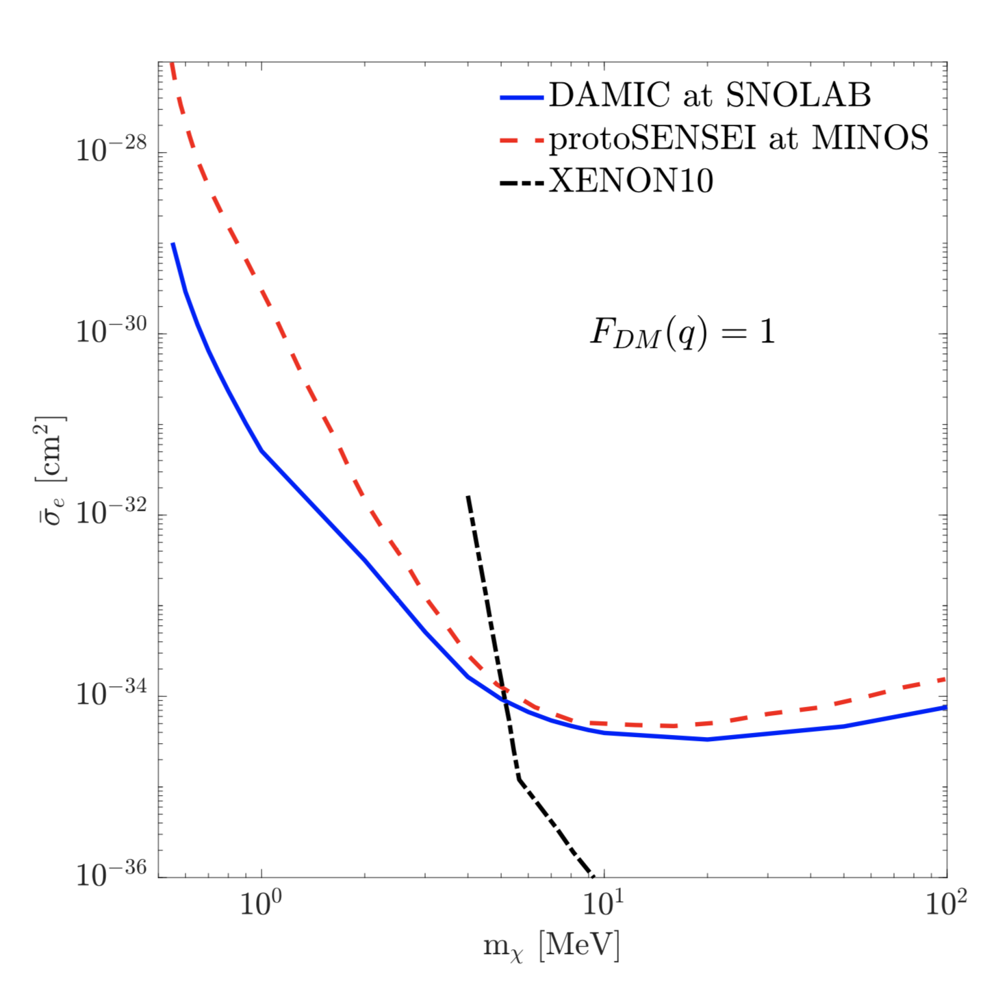 DAMIC at SNOLAB
protoSENSEI at MINOS
XENON10
F_{DM}(q) = 1
10^{-28}
10^{-30}
10^{-32}
10^{-34}
10^{-36}
\bar{σ}_e [cm^2]
10^0 10^1 10^2
m_χ [MeV]